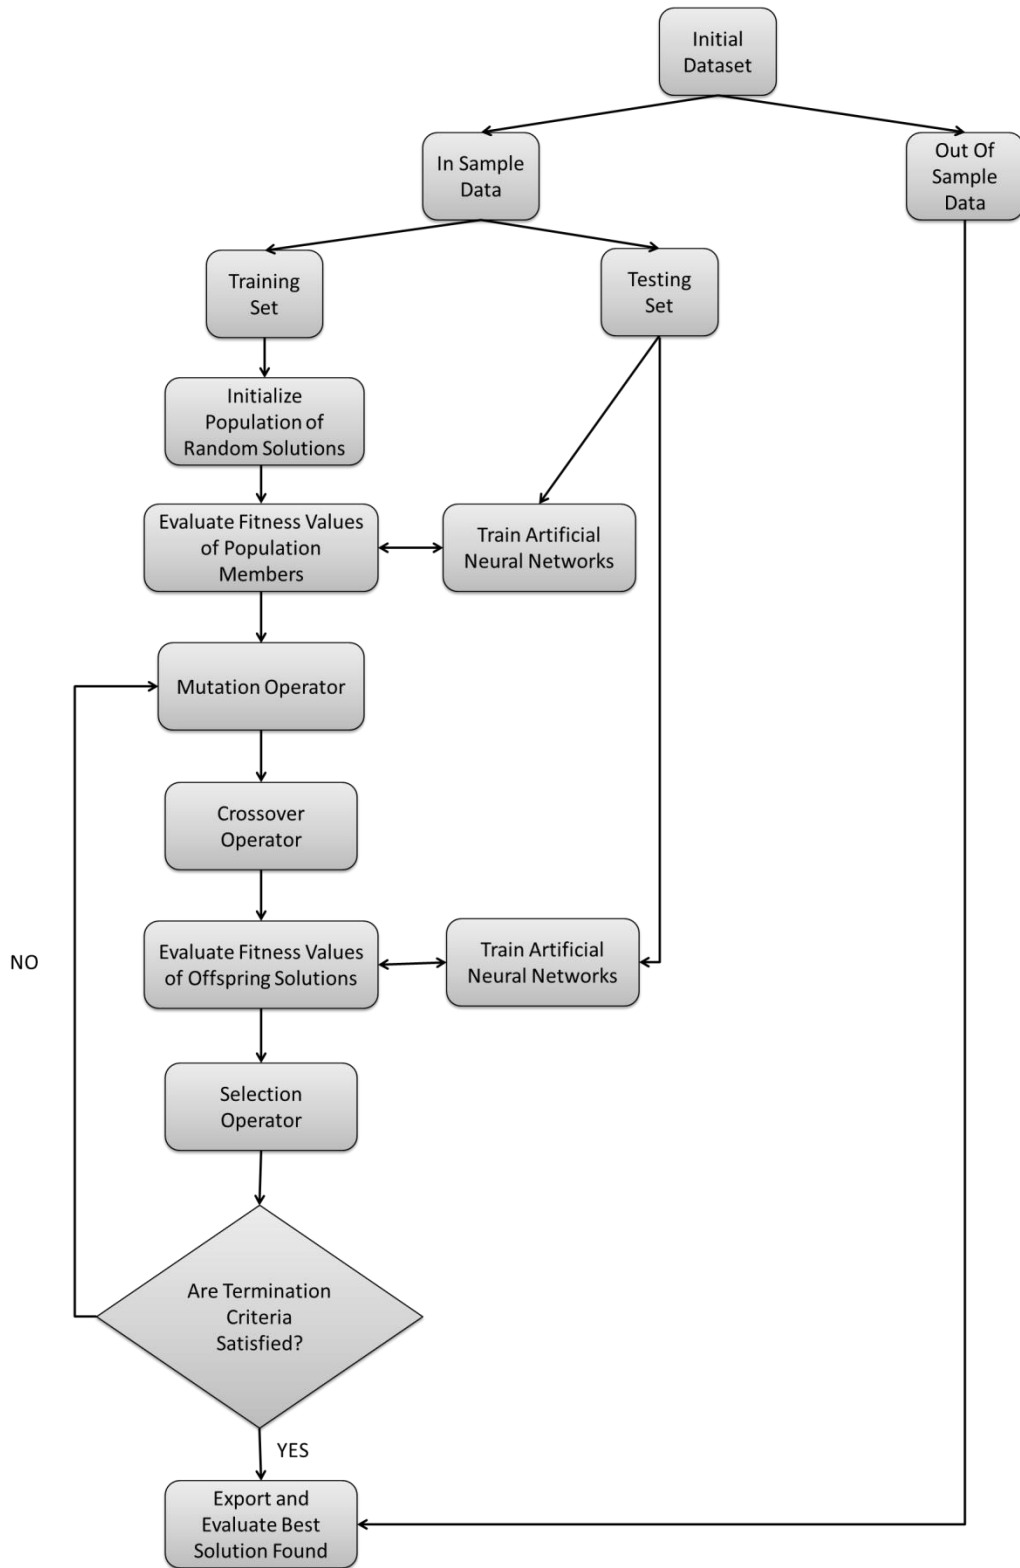 Initial
Dataset
In Sample
Data
Out Of
Sample
Data
Training
Set
Testing
Set
Initialize
Population of
Random Solutions
Evaluate Fitness Values
of Population
Members
Train Artificial
Neural Networks
Mutation Operator
Crossover
Operator
Evaluate Fitness Values
of Offspring Solutions
Train Artificial
Neural Networks
NO
Selection
Operator
Are Termination
Criteria
Satisfied?
YES
Export and
Evaluate Best
Solution Found